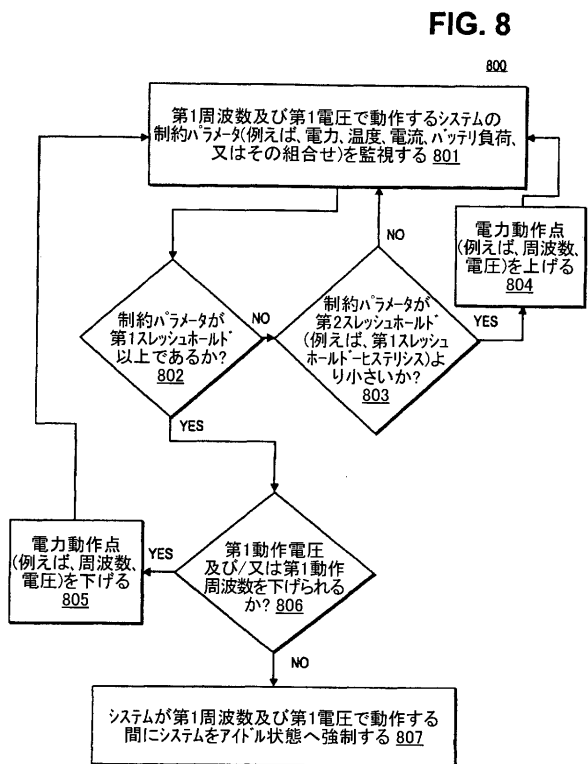 FIG. 8
800
第1周波数及び第1電圧で動作するシステムの
制約パラメータ(例えば、電力、温度、電流、バッテリ負荷、
又はその組合せ)を監視する 801
NO
電力動作点
(例えば、周波数、
電圧)を上げる
804
制約パラメータが
第1スレッシュホールド
以上であるか?
802
NO
制約パラメータが
第2スレッシュホールド
(例えば、第1スレッシュ
ホールドーヒステリシス)よ
り小さいか?
803
YES
YES
電力動作点
(例えば、周波数、
電圧)を下げる
805
YES
第1動作電圧
及び/又は第1動作
周波数を下げられる
か? 806
NO
システムが第1周波数及び第1電圧で動作する
間にシステムをアイドル状態へ強制する 807